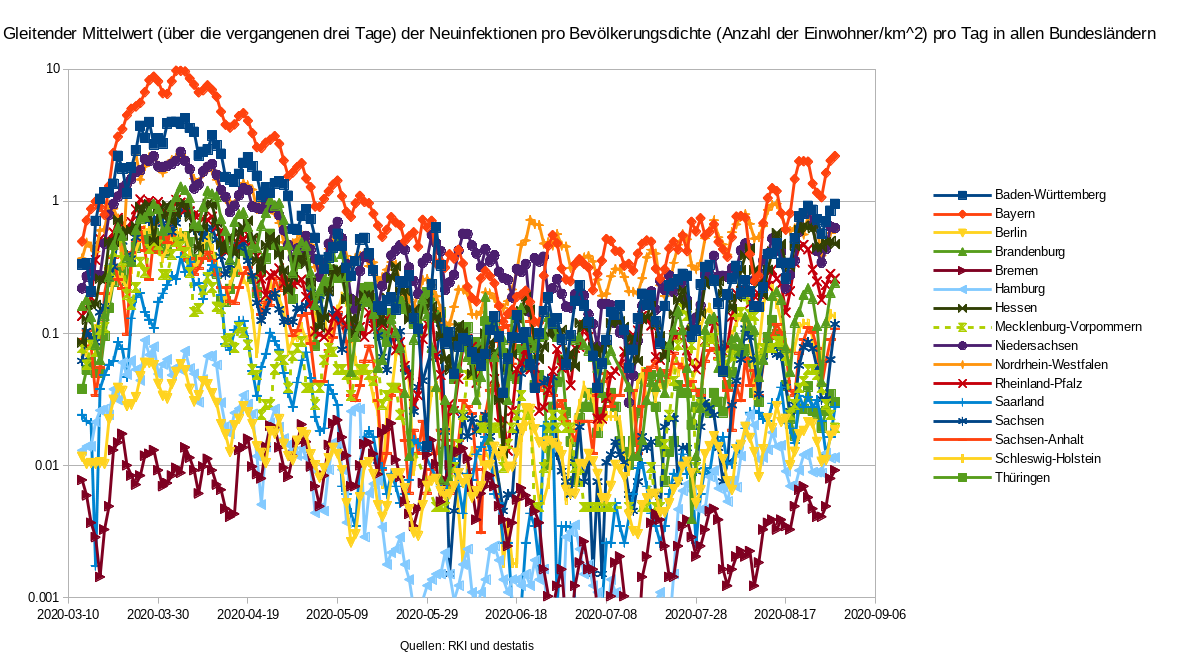 Gleitender Mittelwert (über die vergangenen drei Tage) der Neuinfektionen pro Bevölkerungsdichte (Anzahl der Einwohner/km^2) pro Tag in allen Bundesländern
10
1
0.1
0.01
0.001
2020-03-10 2020-03-30 2020-04-19 2020-05-09 2020-05-29 2020-06-18 2020-07-08 2020-07-28 2020-08-17 2020-09-06
Quellen: RKI und destatis
Baden-Württemberg
Bayern
Berlin
Brandenburg
Bremen
Hamburg
Hessen
Mecklenburg-Vorpommern
Niedersachsen
Nordrhein-Westfalen
Rheinland-Pfalz
Saarland
Sachsen
Sachsen-Anhalt
Schleswig-Holstein
Thüringen